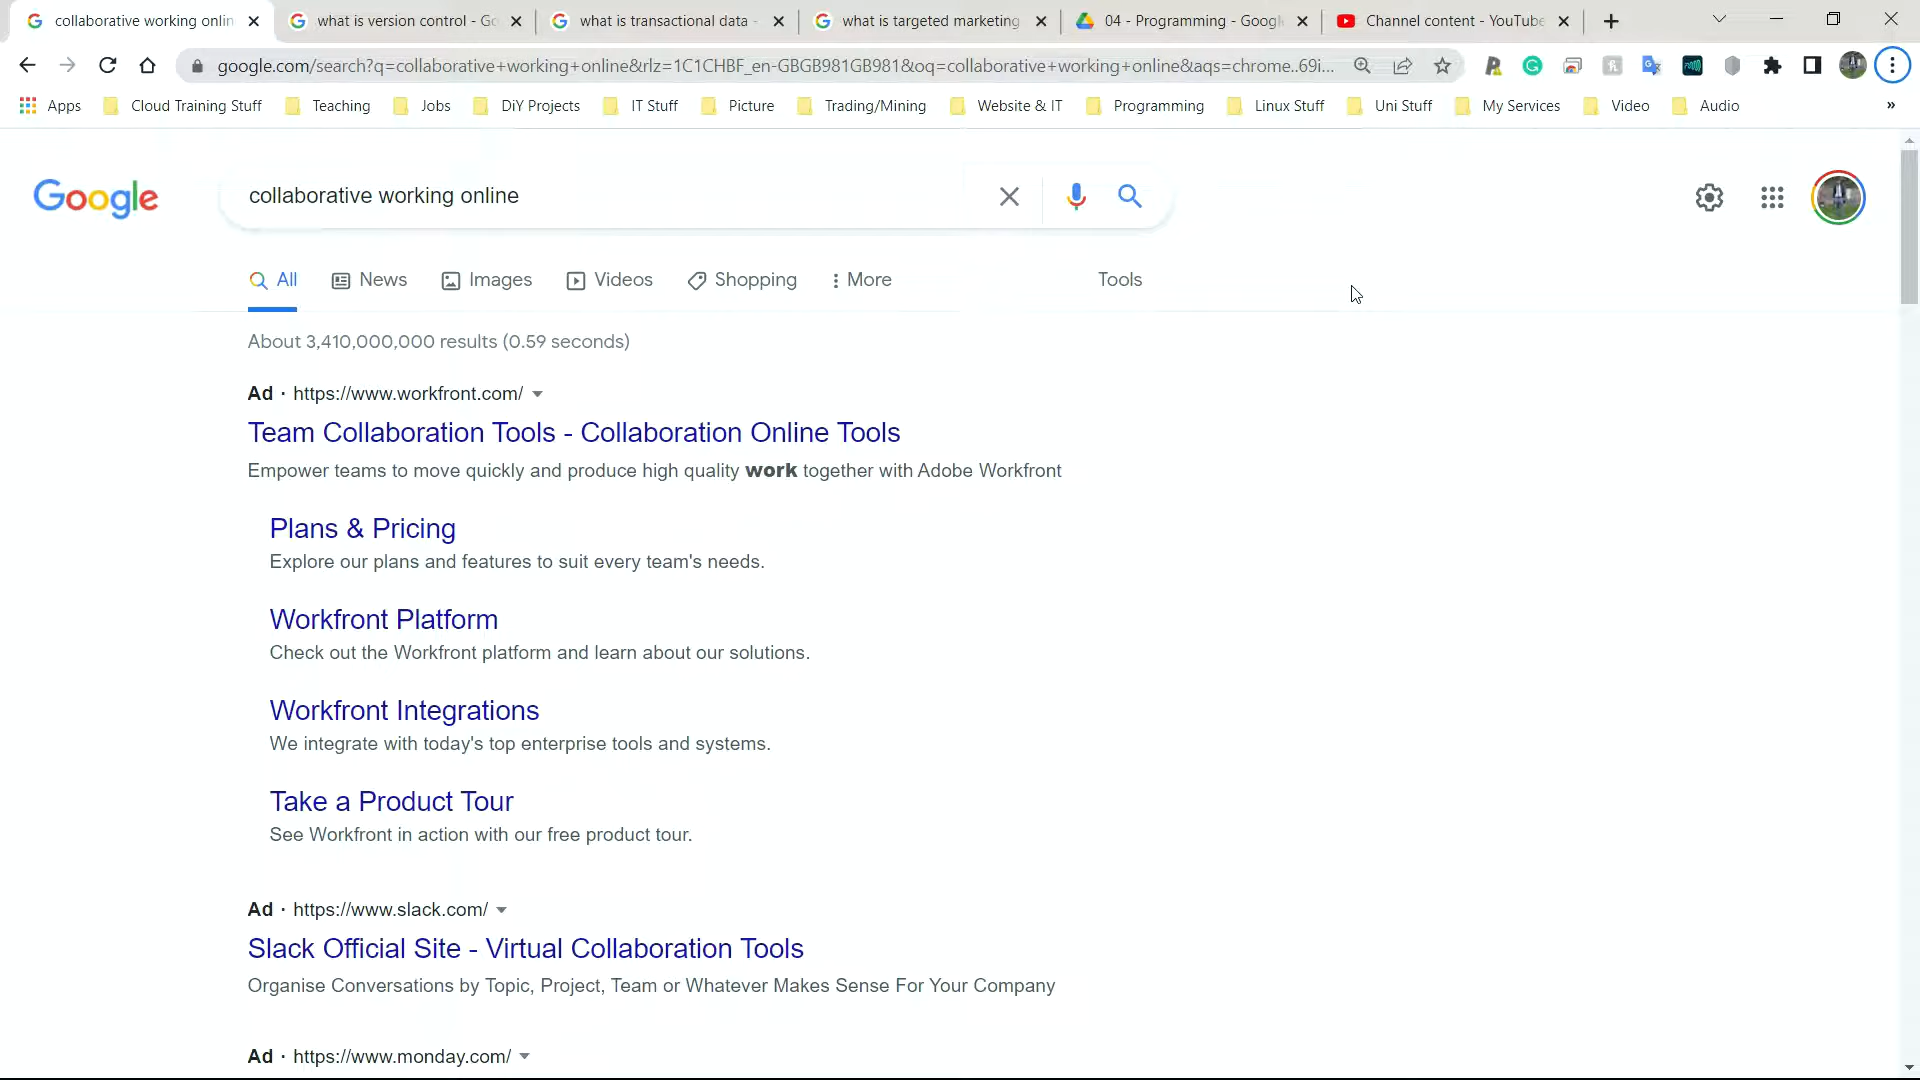 collaborative working onlin
what is version control - Go
what is transactional data -
what is targeted marketing
04 - Programming - Google
Channel content - YouTube
google.com/search?q=collaborative+working+online&rlz=1C1CHBF_en-GBGB981GB981&oq=collaborative+working+online&aqs=chrome..69i...
Apps
Cloud Training Stuff
Teaching
Jobs
DiY Projects
IT Stuff
Picture
Trading/Mining
Website & IT
Programming
Linux Stuff
Uni Stuff
My Services
Video
Audio
»
Google
collaborative working online
All
News
Images
Videos
Shopping
More
Tools
About 3,410,000,000 results (0.59 seconds)
Ad · https://www.workfront.com/
Team Collaboration Tools - Collaboration Online Tools
Empower teams to move quickly and produce high quality work together with Adobe Workfront
Plans & Pricing
Explore our plans and features to suit every team's needs.
Workfront Platform
Check out the Workfront platform and learn about our solutions.
Workfront Integrations
We integrate with today's top enterprise tools and systems.
Take a Product Tour
See Workfront in action with our free product tour.
Ad · https://www.slack.com/
Slack Official Site - Virtual Collaboration Tools
Organise Conversations by Topic, Project, Team or Whatever Makes Sense For Your Company
Ad · https://www.monday.com/